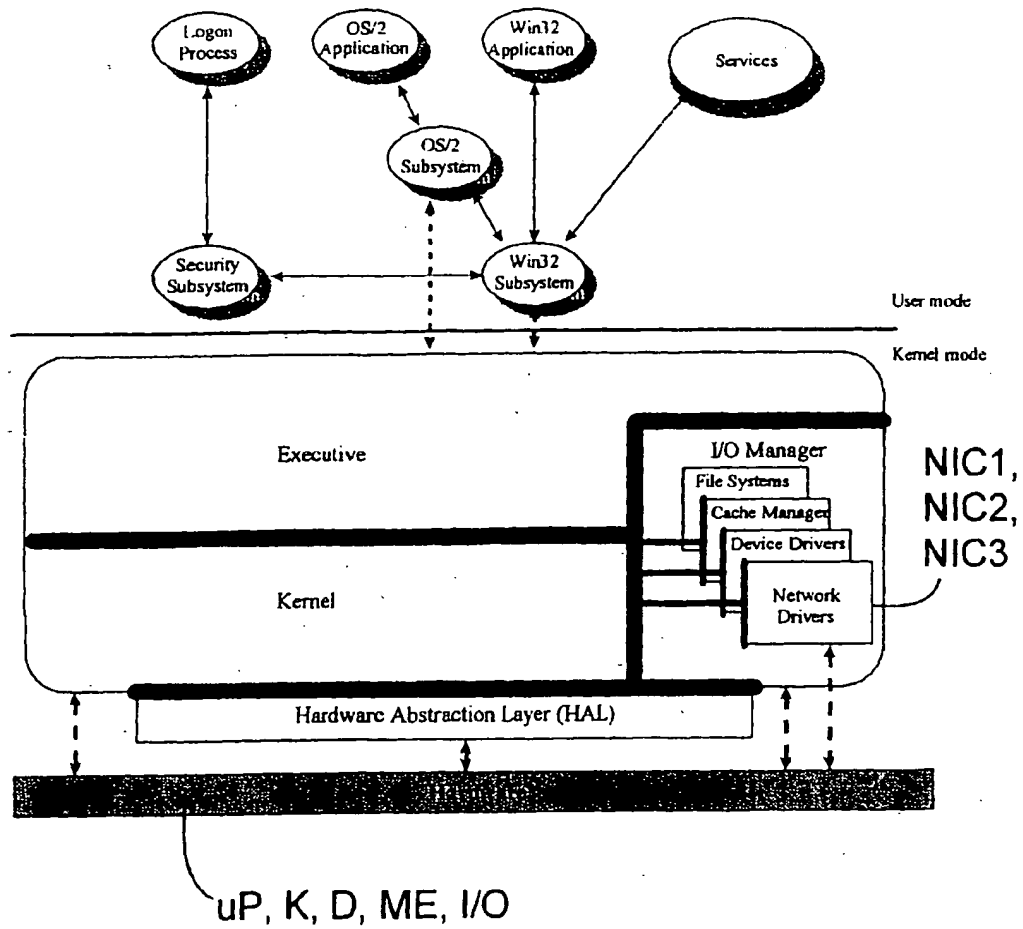 Logon
Process
OS/2
Application
Win32
Application
Services
OS/2
Subsystem
Security
Subsystem
Win32
Subsystem
User mode
Kernel mode
Executive
I/O Manager
File Systems
Cache Manager
Device Drivers
Network
Drivers
NIC1,
NIC2,
NIC3
Kernel
Hardware Abstraction Layer (HAL)
uP, K, D, ME, I/O